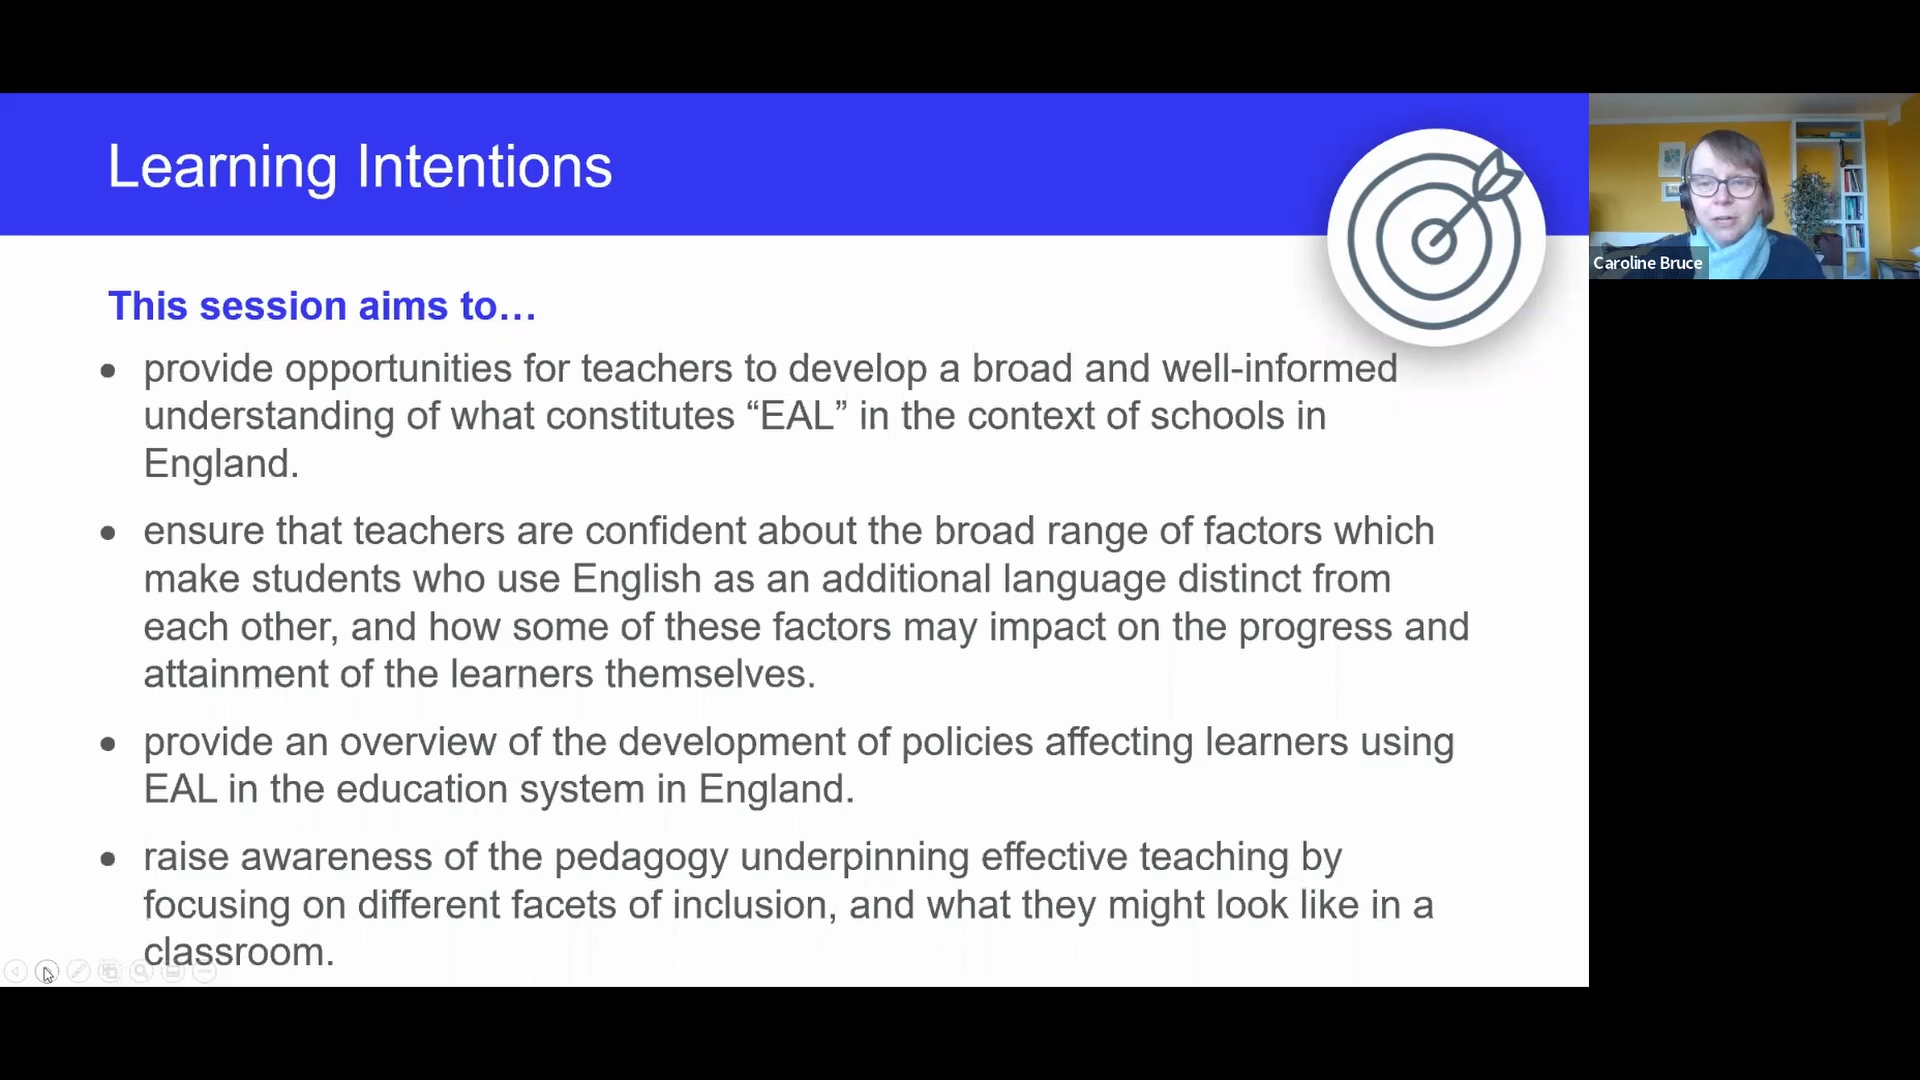 Learning Intentions
Caroline Bruce
This session aims to…
• provide opportunities for teachers to develop a broad and well-informed
understanding of what constitutes “EAL” in the context of schools in
England.
• ensure that teachers are confident about the broad range of factors which
make students who use English as an additional language distinct from
each other, and how some of these factors may impact on the progress and
attainment of the learners themselves.
• provide an overview of the development of policies affecting learners using
EAL in the education system in England.
• raise awareness of the pedagogy underpinning effective teaching by
focusing on different facets of inclusion, and what they might look like in a
classroom.